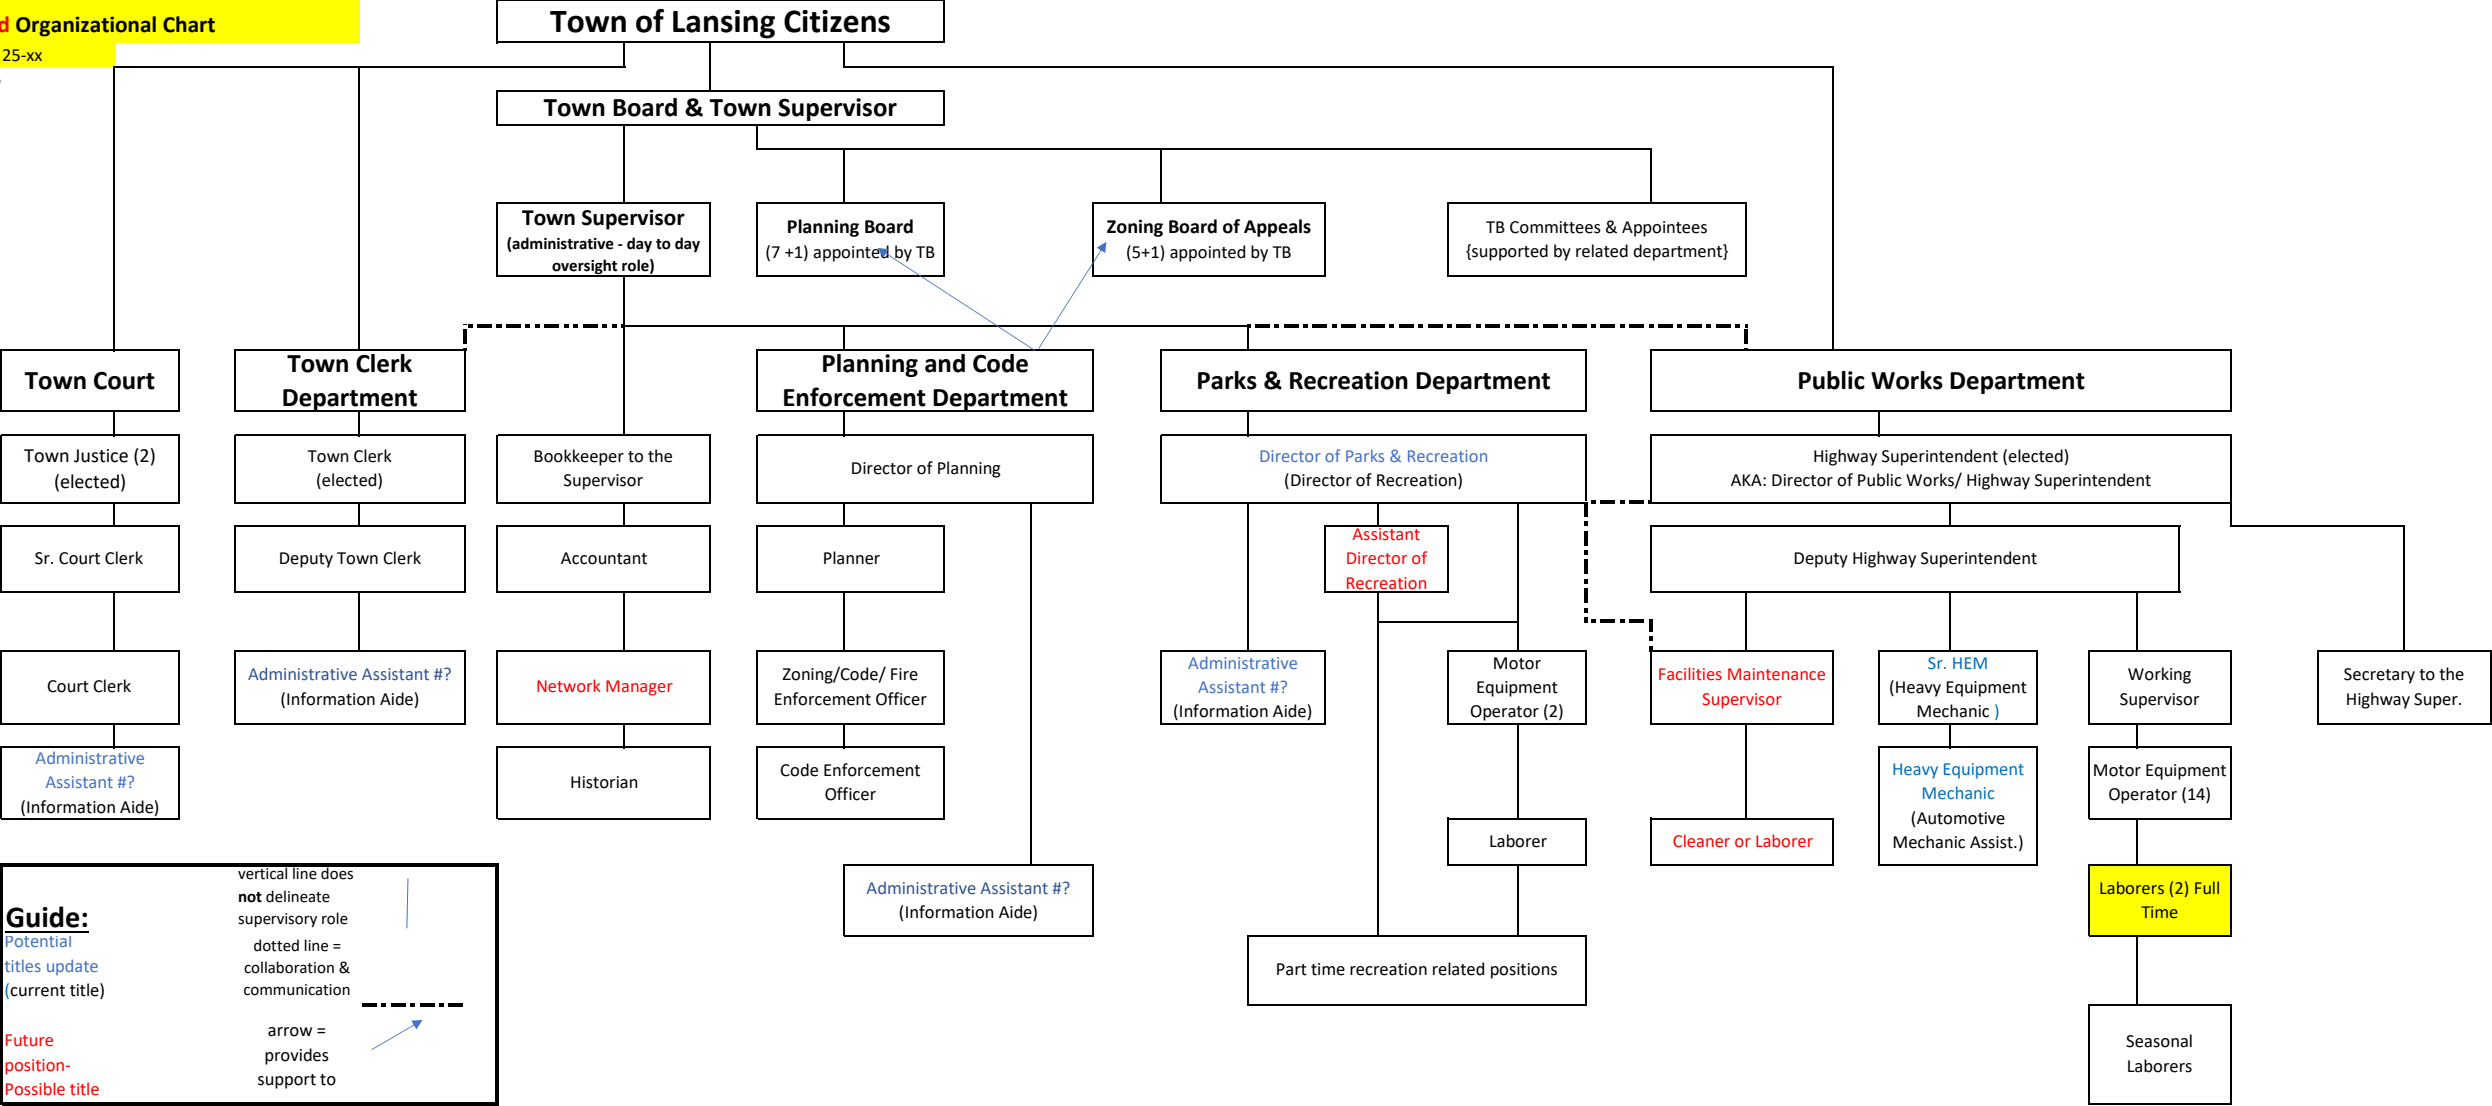 d Organizational Chart
25-xx
Town of Lansing Citizens
Town Board & Town Supervisor
Town Supervisor
(administrative - day to day
oversight role)
Planning Board
(7 +1) appointed by TB
Zoning Board of Appeals
(5+1) appointed by TB
TB Committees & Appointees
{supported by related department}
Town Court
Town Clerk
Department
Planning and Code
Enforcement Department
Parks & Recreation Department
Public Works Department
Town Justice (2)
(elected)
Town Clerk
(elected)
Bookkeeper to the
Supervisor
Director of Planning
Director of Parks & Recreation
(Director of Recreation)
Highway Superintendent (elected)
AKA: Director of Public Works/ Highway Superintendent
Sr. Court Clerk
Deputy Town Clerk
Accountant
Planner
Assistant
Director of
Recreation
Deputy Highway Superintendent
Court Clerk
Administrative Assistant #?
(Information Aide)
Network Manager
Zoning/Code/ Fire
Enforcement Officer
Administrative
Assistant #?
(Information Aide)
Motor
Equipment
Operator (2)
Facilities Maintenance
Supervisor
Sr. HEM
(Heavy Equipment
Mechanic )
Working
Supervisor
Secretary to the
Highway Super.
Administrative
Assistant #?
(Information Aide)
Historian
Code Enforcement
Officer
Heavy Equipment
Mechanic
(Automotive
Mechanic Assist.)
Motor Equipment
Operator (14)
Laborer
Cleaner or Laborer
Administrative Assistant #?
(Information Aide)
Laborers (2) Full
Time
Part time recreation related positions
Seasonal
Laborers
Guide:
Potential
titles update
(current title)
Future
position-
Possible title
vertical line does
not delineate
supervisory role
dotted line =
collaboration &
communication
arrow =
provides
support to